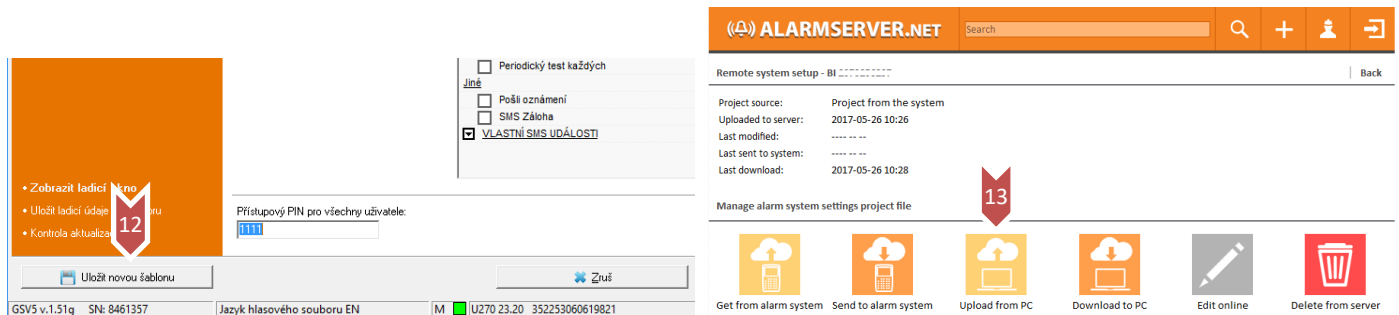 Periodický test každých
Jiné
Pošli oznámení
SMS Záloha
VLASTNÍ SMS UDÁLOSTI
• Zobrazit ladicí okno
• Uložit ladicí údaje
• Kontrola
12
Přístupový PIN pro všechny uživatele:
1111
Uložit novou šablonu
Zruš
GSV5 v.1.51g SN: 8461357 Jazyk hlasového souboru EN M U270 23.20 352253060619821
ALARMSERVER.NET Search
Remote system setup - BI Back
Project source: Project from the system
Uploaded to server: 2017-05-26 10:26
Last modified: ---- -- --
Last sent to system: ---- -- --
Last download: 2017-05-26 10:28
13
Manage alarm system settings project file
Get from alarm system Send to alarm system Upload from PC Download to PC Edit online Delete from server